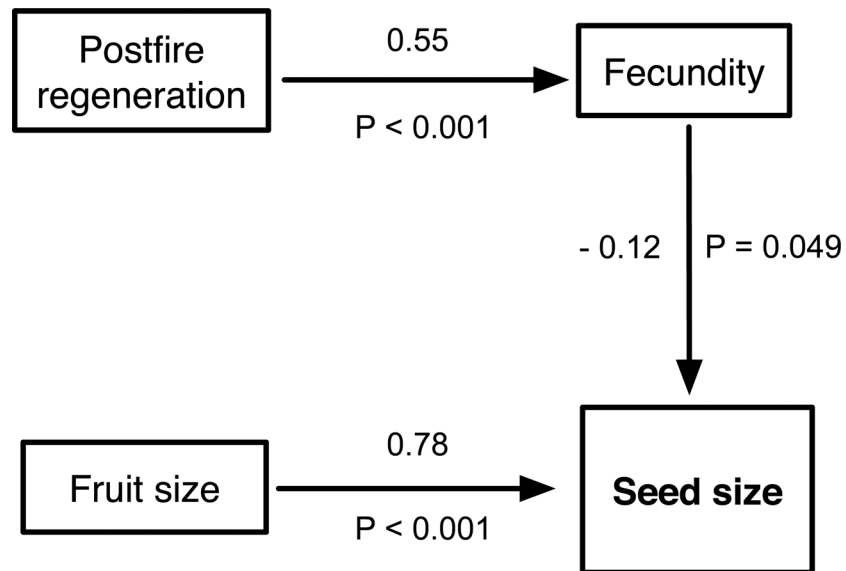 Postfire
regeneration
0.55
P < 0.001
Fecundity
- 0.12
P = 0.049
Fruit size
0.78
P < 0.001
Seed size